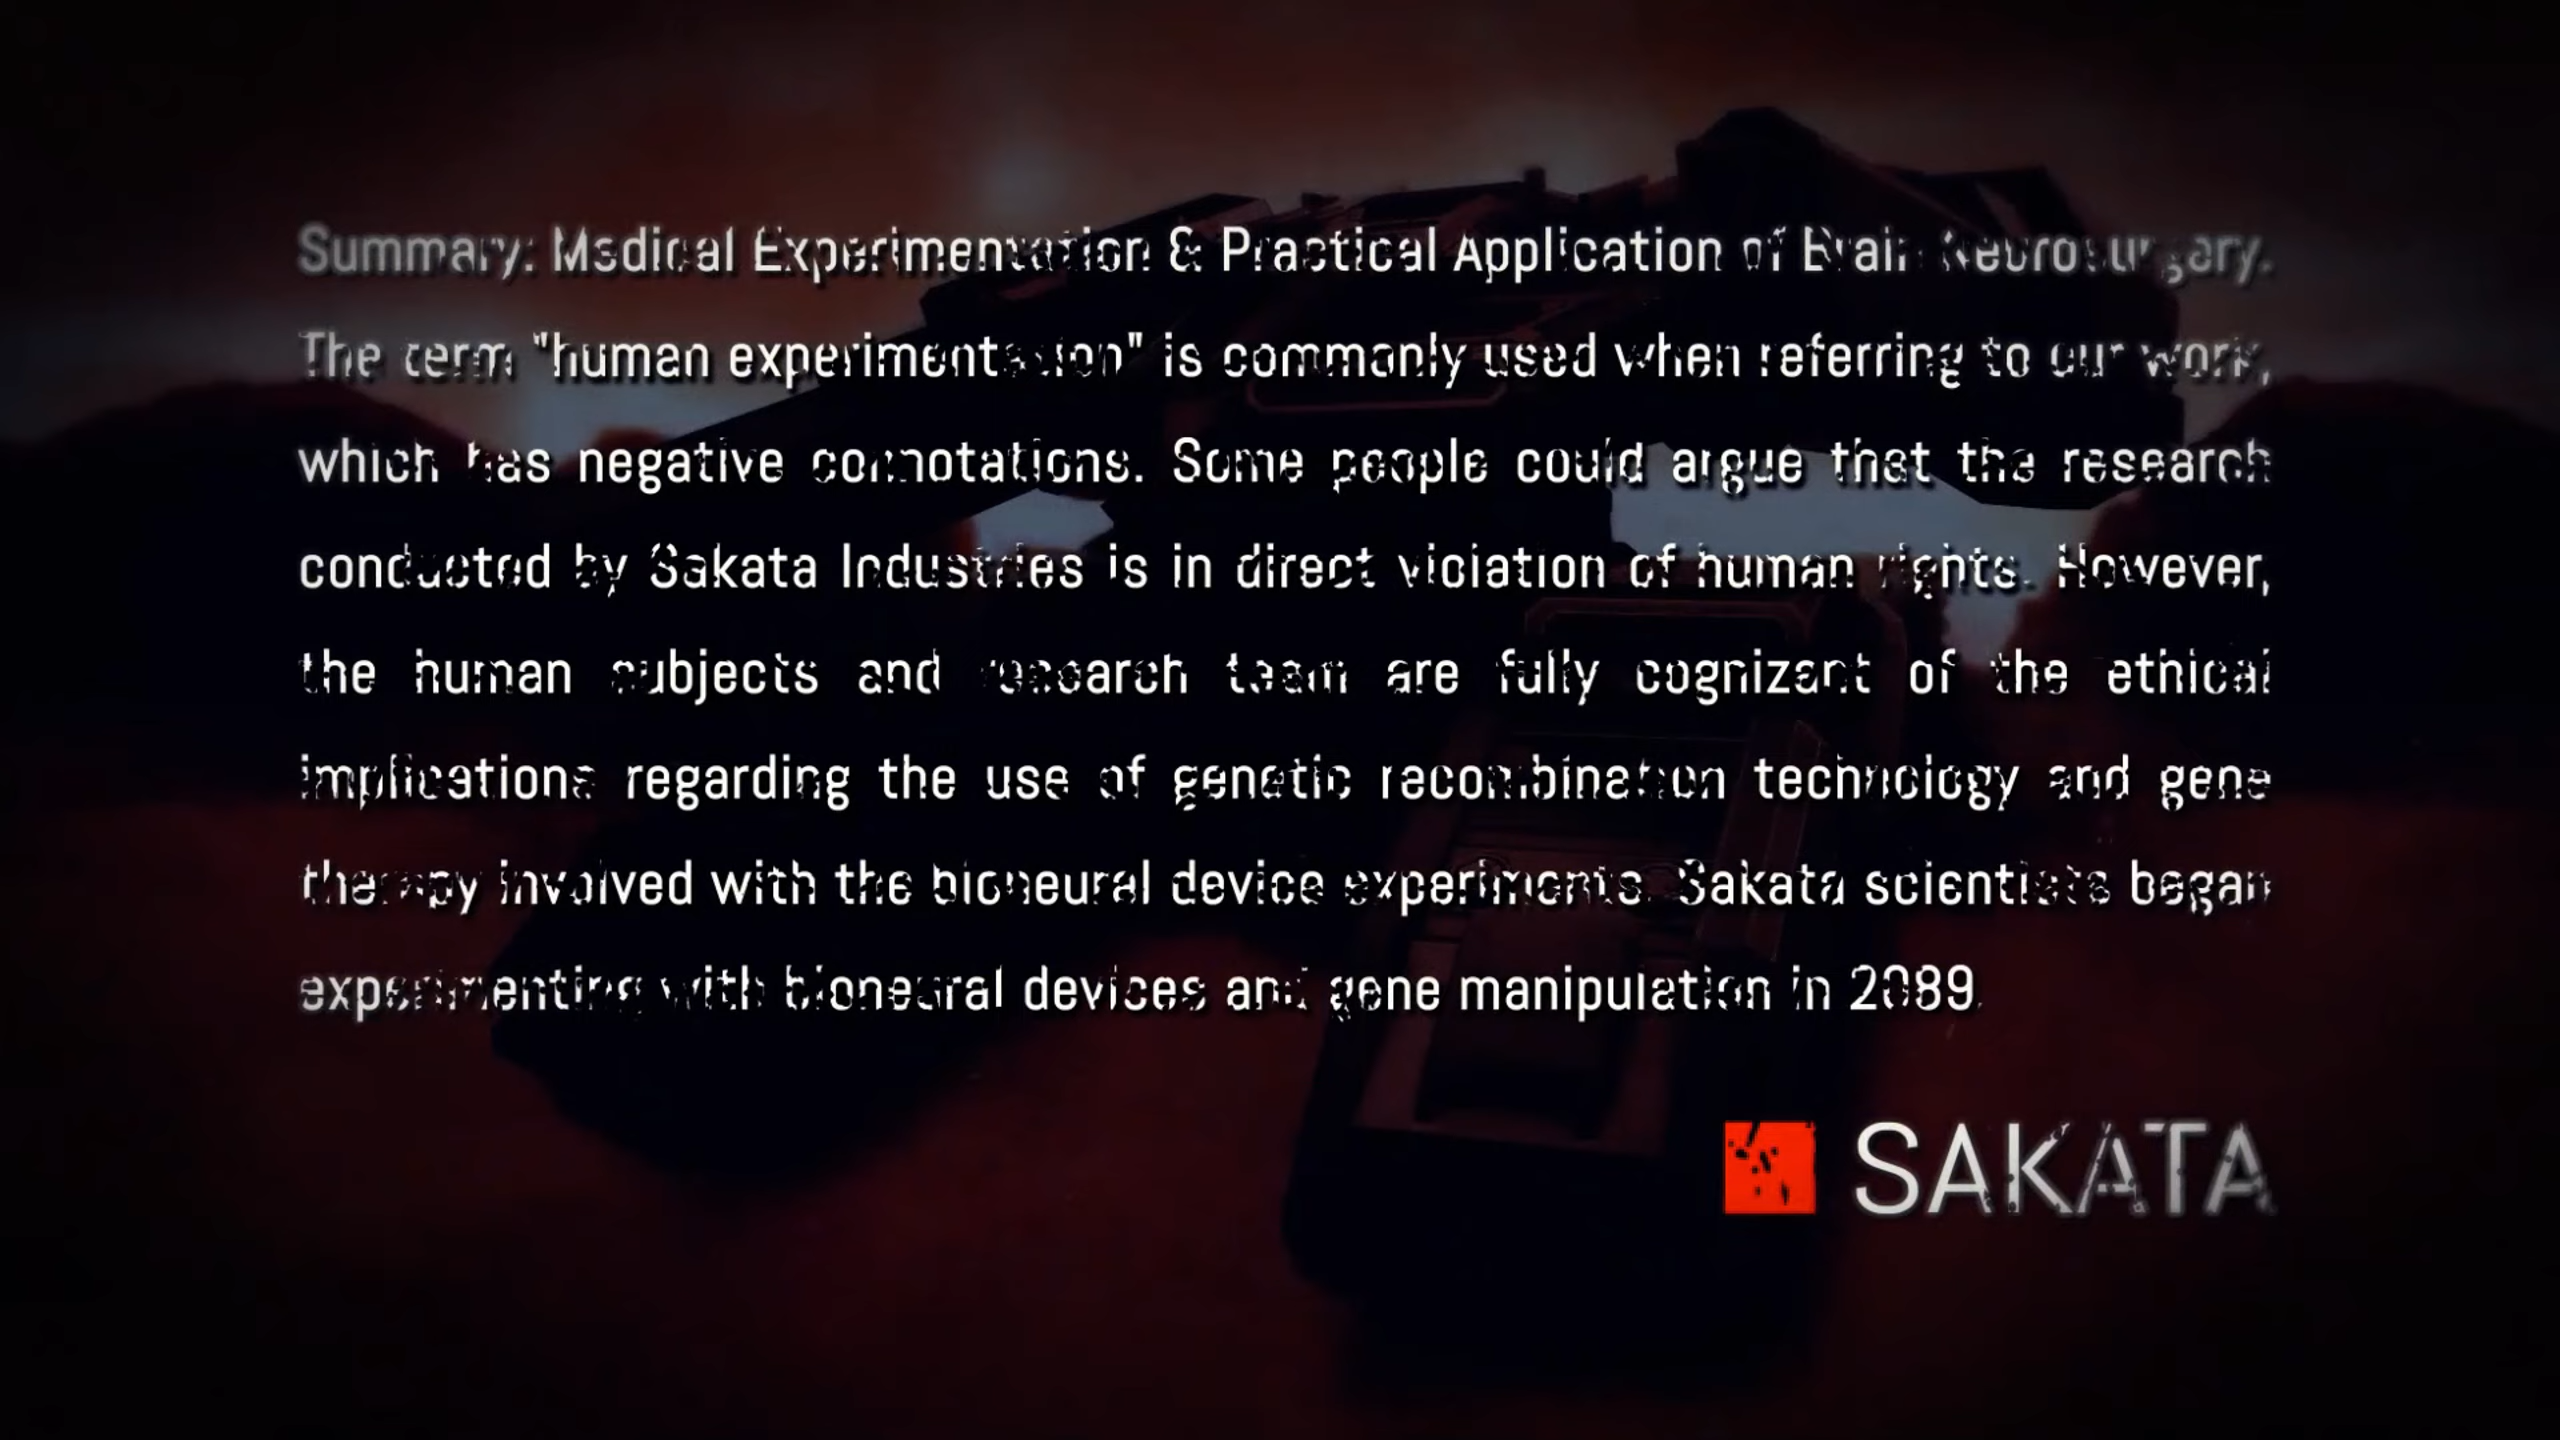 Summary: Medical Experimentation & Practical Application of Brain Neurosurgery.
The term "human experimentation" is commonly used when referring to our work,
which has negative connotations. Some people could argue that the research
conducted by Sakata Industries is in direct violation of human rights. However,
the human subjects and research team are fully cognizant of the ethical
implications regarding the use of genetic recombination technology and gene
therapy involved with the bioneural device experiments. Sakata scientists began
experimenting with bioneural devices and gene manipulation in 2089.
SAKATA